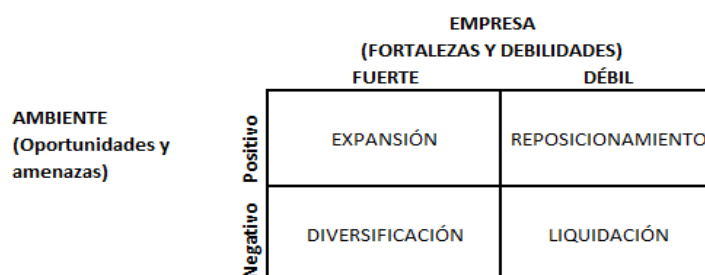 EMPRESA
(FORTALEZAS Y DEBILIDADES)
FUERTE DÉBIL
AMBIENTE
(Oportunidades y
amenazas)
Positivo
EXPANSIÓN REPOSICIONAMIENTO
Negativo
DIVERSIFICACIÓN LIQUIDACIÓN